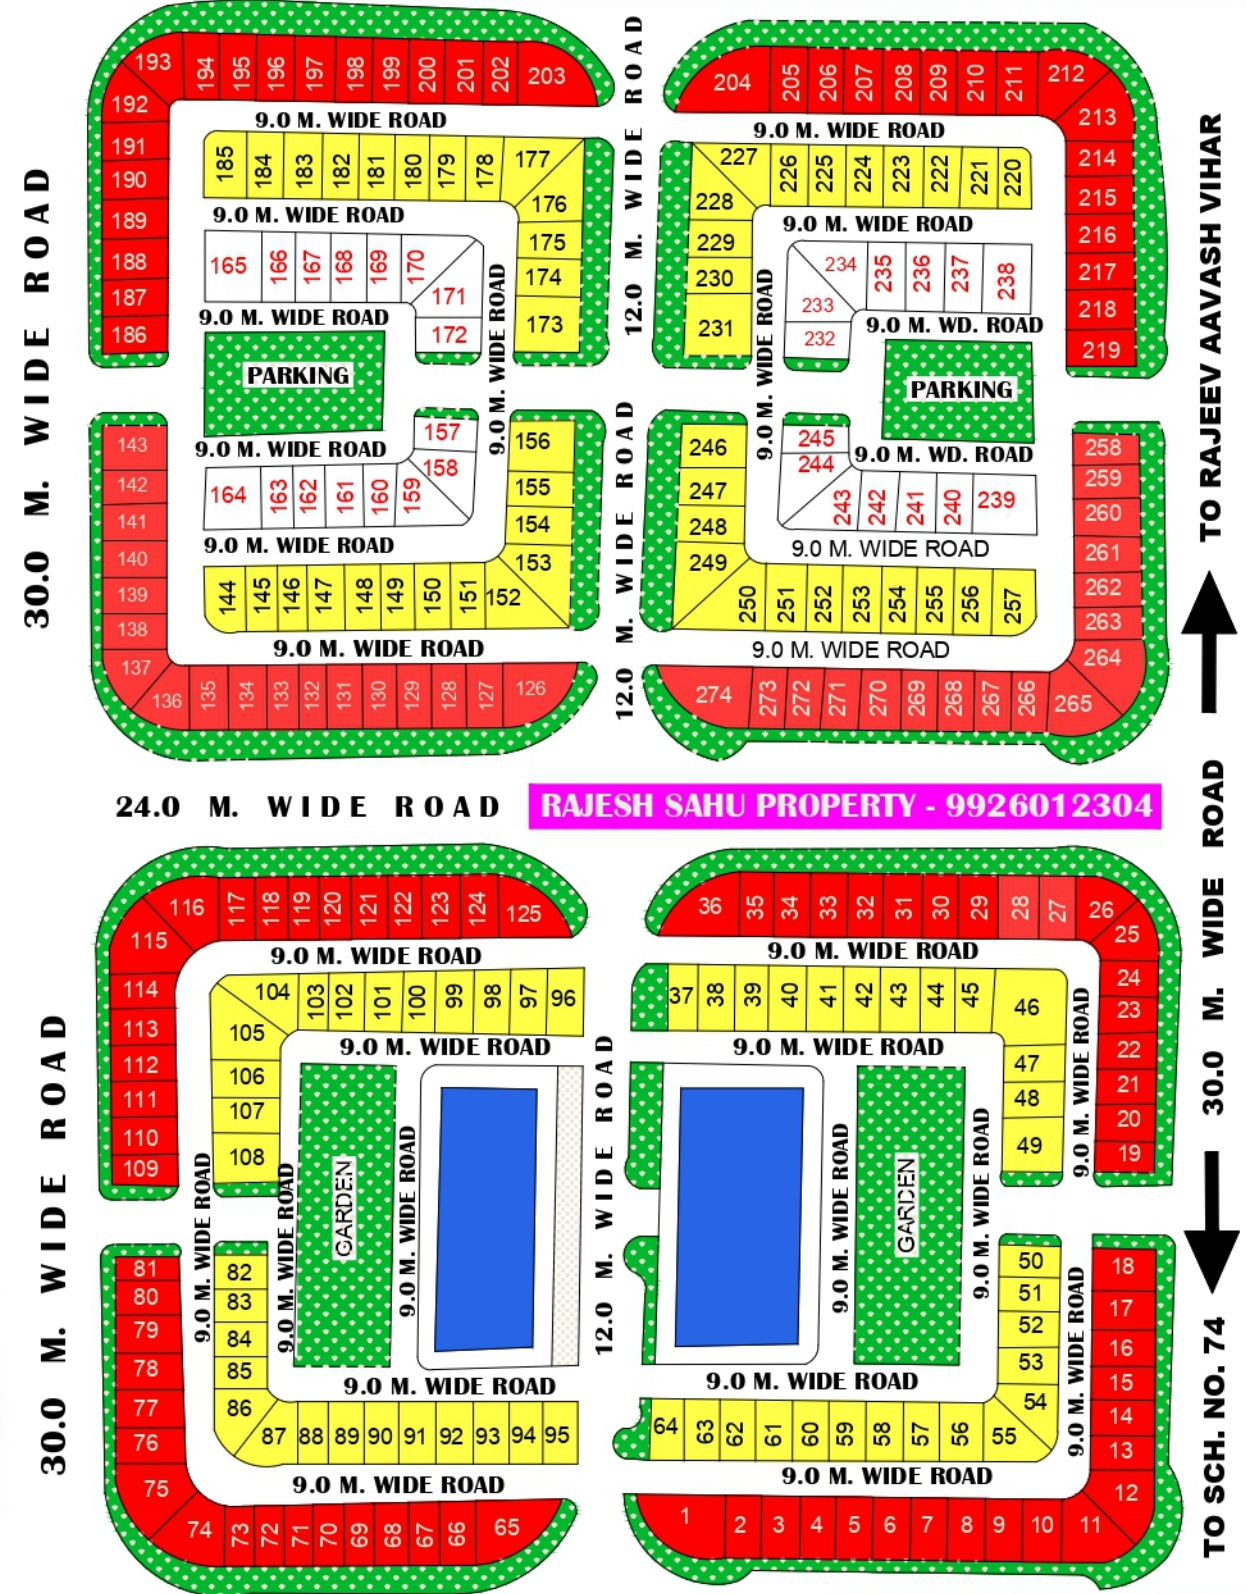 193 194 195 196 197 198 199 200 201 202 203
192
191
190
189
188
187
186
9.0 M. WIDE ROAD
185 184 183 182 181 180 179 178 177
176
175
174
173
9.0 M. WIDE ROAD
165 166 167 168 169 170
171
172
9.0 M. WIDE ROAD
9.0 M. WIDE ROAD
PARKING
30.0 M. WIDE ROAD
12.0 M. WIDE ROAD
204 205 206 207 208 209 210 211 212
213
214
215
216
217
218
219
9.0 M. WIDE ROAD
227 226 225 224 223 222 221 220
228
229
230
231
9.0 M. WIDE ROAD
234 235 236 237 238
233
232
9.0 M. WD. ROAD
9.0 M. WIDE ROAD
PARKING
TO RAJEEV AAVASH VIHAR
143
142
141
140
139
138
137
136 135 134 133 132 131 130 129 128 127 126
9.0 M. WIDE ROAD
157
158
164 163 162 161 160 159
9.0 M. WIDE ROAD
156
155
154
153
144 145 146 147 148 149 150 151 152
9.0 M. WIDE ROAD
12.0 M. WIDE ROAD
246
247
248
249
245
244
9.0 M. WD. ROAD
243 242 241 240 239
9.0 M. WIDE ROAD
250 251 252 253 254 255 256 257
9.0 M. WIDE ROAD
258
259
260
261
262
263
264
274 273 272 271 270 269 268 267 266 265
24.0 M. WIDE ROAD
RAJESH SAHU PROPERTY - 9926012304
30.0 M. WIDE ROAD
116 117 118 119 120 121 122 123 124 125
115
114
113
112
111
110
109
9.0 M. WIDE ROAD
104 103 102 101 100 99 98 97 96
105
106
107
108
9.0 M. WIDE ROAD
9.0 M. WIDE ROAD
9.0 M. WIDE ROAD
GARDEN
9.0 M. WIDE ROAD
12.0 M. WIDE ROAD
30.0 M. WIDE ROAD
36 35 34 33 32 31 30 29 28 27 26
25
24
23
22
21
20
19
9.0 M. WIDE ROAD
37 38 39 40 41 42 43 44 45 46
47
48
49
9.0 M. WIDE ROAD
9.0 M. WIDE ROAD
GARDEN
9.0 M. WIDE ROAD
9.0 M. WIDE ROAD
81
80
79
78
77
76
75
82
83
84
85
86
9.0 M. WIDE ROAD
87 88 89 90 91 92 93 94 95
9.0 M. WIDE ROAD
74 73 72 71 70 69 68 67 66 65
50
51
52
53
54
9.0 M. WIDE ROAD
9.0 M. WIDE ROAD
64 63 62 61 60 59 58 57 56 55
9.0 M. WIDE ROAD
18
17
16
15
14
13
12
1 2 3 4 5 6 7 8 9 10 11
TO SCH. NO. 74